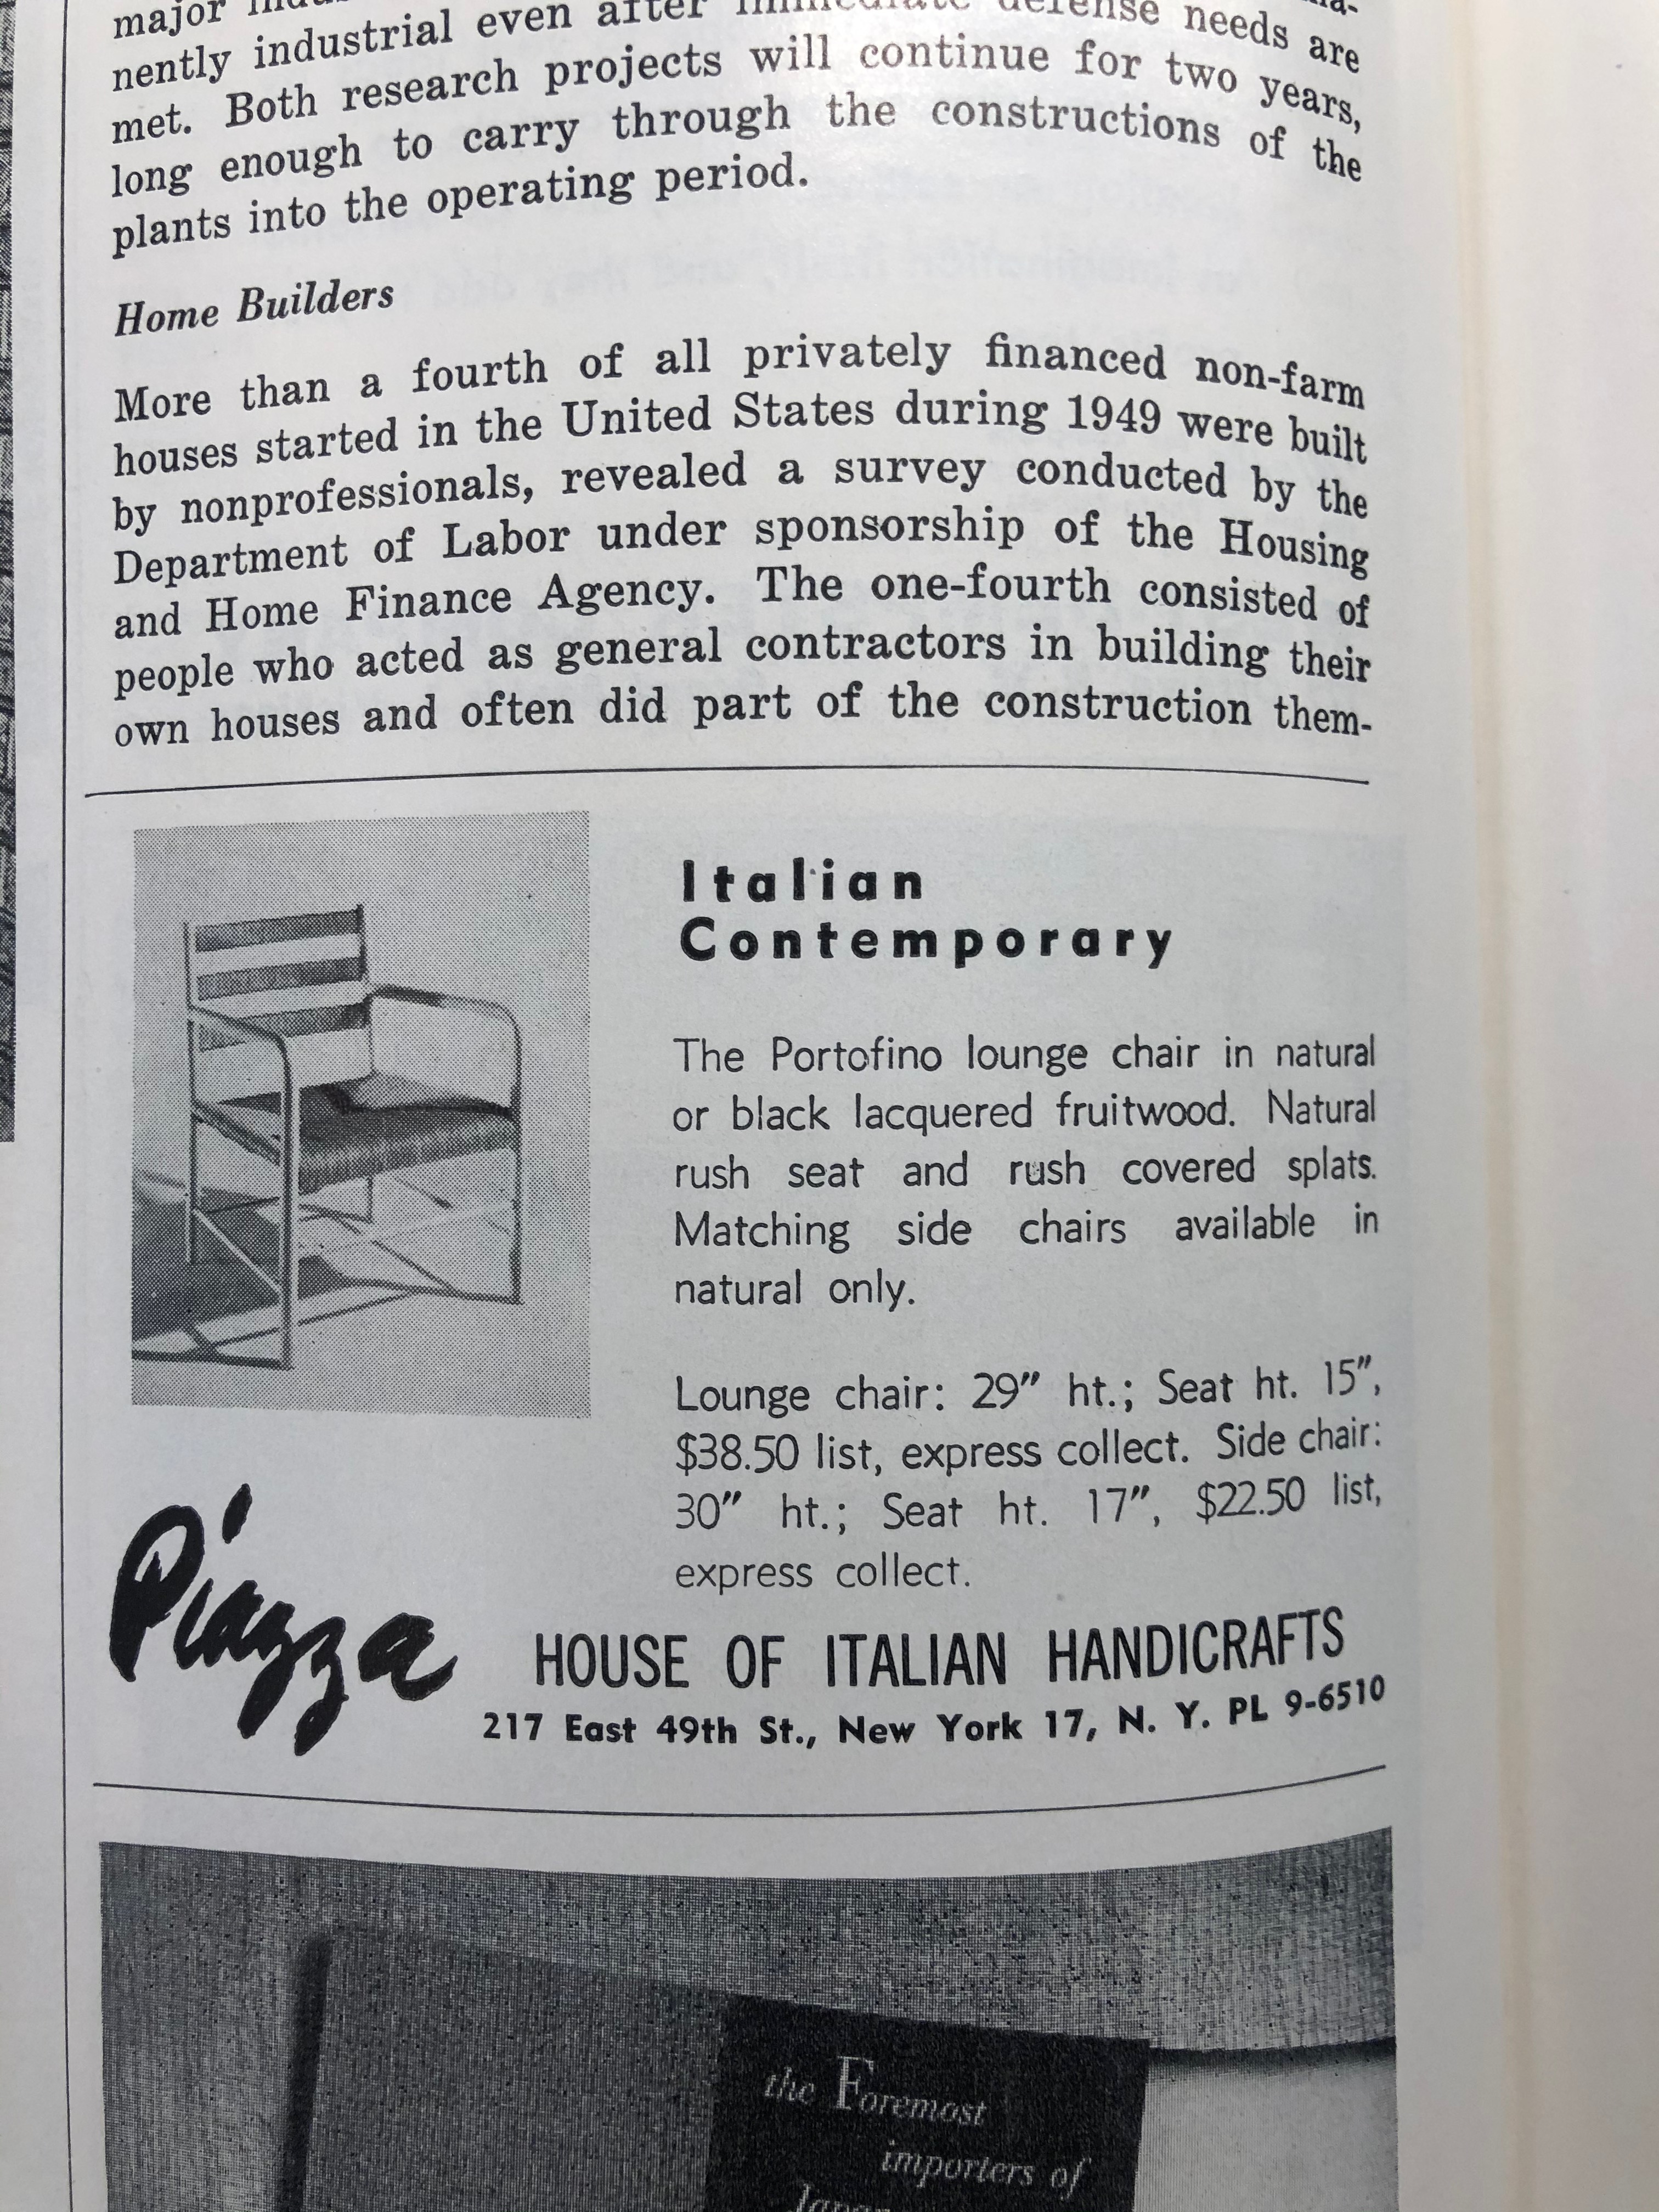 major
nently industrial even after immediate defense needs are
met. Both research projects will continue for two years,
long enough to carry through the constructions of the
plants into the operating period.
Home Builders
More than a fourth of all privately financed non-farm
houses started in the United States during 1949 were built
by nonprofessionals, revealed a survey conducted by the
Department of Labor under sponsorship of the Housing
and Home Finance Agency. The one-fourth consisted of
people who acted as general contractors in building their
own houses and often did part of the construction them-
Italian
Contemporary
The Portofino lounge chair in natural
or black lacquered fruitwood. Natural
rush seat and rush covered splats.
Matching side chairs available in
natural only.
Lounge chair: 29″ ht.; Seat ht. 15″,
$38.50 list, express collect. Side chair:
30″ ht.; Seat ht. 17″, $22.50 list,
express collect.
Piazza
HOUSE OF ITALIAN HANDICRAFTS
217 East 49th St., New York 17, N. Y. PL 9-6510
the Foremost
importers of